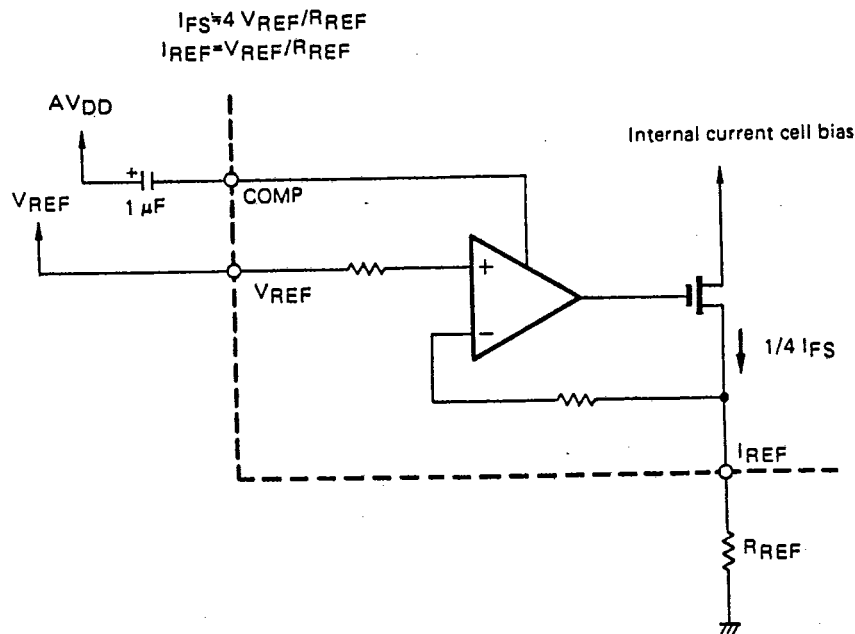 IFS≒4 VREF/RREF
IREF=VREF/RREF
AVDD
Internal current cell bias
+
VREF
1 µF
COMP
VREF
+
−
1/4 IFS
IREF
RREF